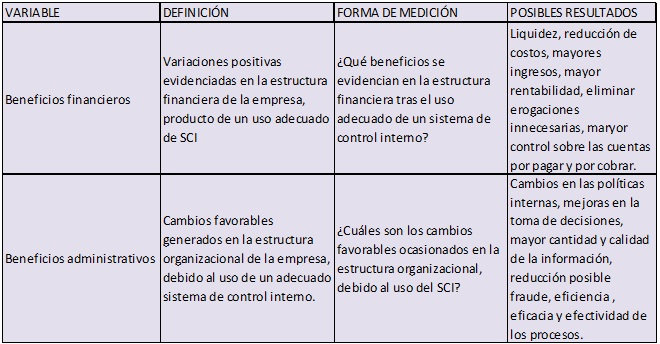 VARIABLE
DEFINICIÓN
FORMA DE MEDICIÓN
POSIBLES RESULTADOS
Beneficios financieros
Variaciones positivas
evidenciadas en la estructura
financiera de la empresa,
producto de un uso adecuado
de SCI
¿Qué beneficios se
evidencian en la estructura
financiera tras el uso
adecuado de un sistema de
control interno?
Liquidez, reducción de
costos, mayores
ingresos, mayor
rentabilidad, eliminar
erogaciones
innecesarias, maryor
control sobre las cuentas
por pagar y por cobrar.
Beneficios administrativos
Cambios favorables
generados en la estructura
organizacional de la empresa,
debido al uso de un adecuado
sistema de control interno.
¿Cuáles son los cambios
favorables ocasionados en la
estructura organizacional,
debido al uso del SCI?
Cambios en las políticas
internas, mejoras en la
toma de decisiones,
mayor cantidad y calidad
de la información,
reducción posible
fraude, eficiencia ,
eficacia y efectividad de
los procesos.